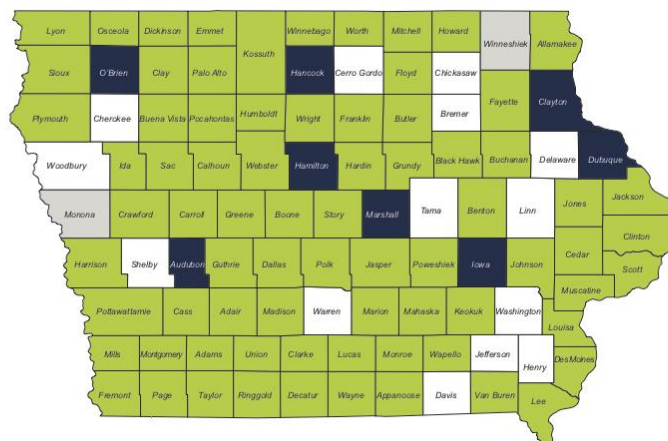 Lyon Osceola Dickinson Emmet Kossuth Winnebago Worth Mitchell Howard Winneshiek Allamakee
Sioux O'Brien Clay Palo Alto Hancock Cerro Gordo Floyd Chickasaw Fayette Clayton
Plymouth Cherokee Buena Vista Pocahontas Humboldt Wright Franklin Butler Bremer
Woodbury Ida Sac Calhoun Webster Hamilton Hardin Grundy Black Hawk Buchanan Delaware Dubuque
Monona Crawford Carroll Greene Boone Story Marshall Tama Benton Linn Jones Jackson
Clinton
Harrison Shelby Audubon Guthrie Dallas Polk Jasper Poweshiek Iowa Johnson Cedar Scott
Muscatine
Pottawattamie Cass Adair Madison Warren Marion Mahaska Keokuk Washington Louisa
Mills Montgomery Adams Union Clarke Lucas Monroe Wapello Jefferson Henry DesMoines
Fremont Page Taylor Ringgold Decatur Wayne Appanoose Davis Van Buren Lee